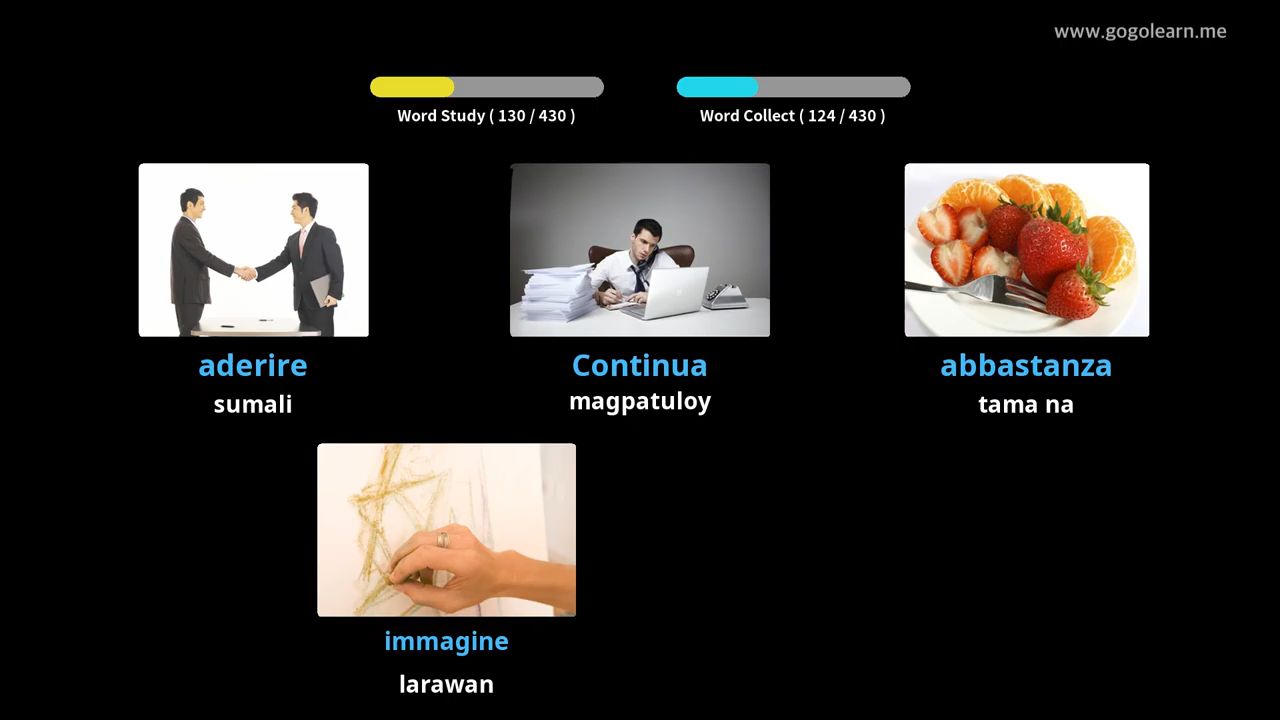 www.gogolearn.me
Word Study ( 130 / 430 )
Word Collect ( 124 / 430 )
aderire
sumali
Continua
magpatuloy
abbastanza
tama na
immagine
larawan